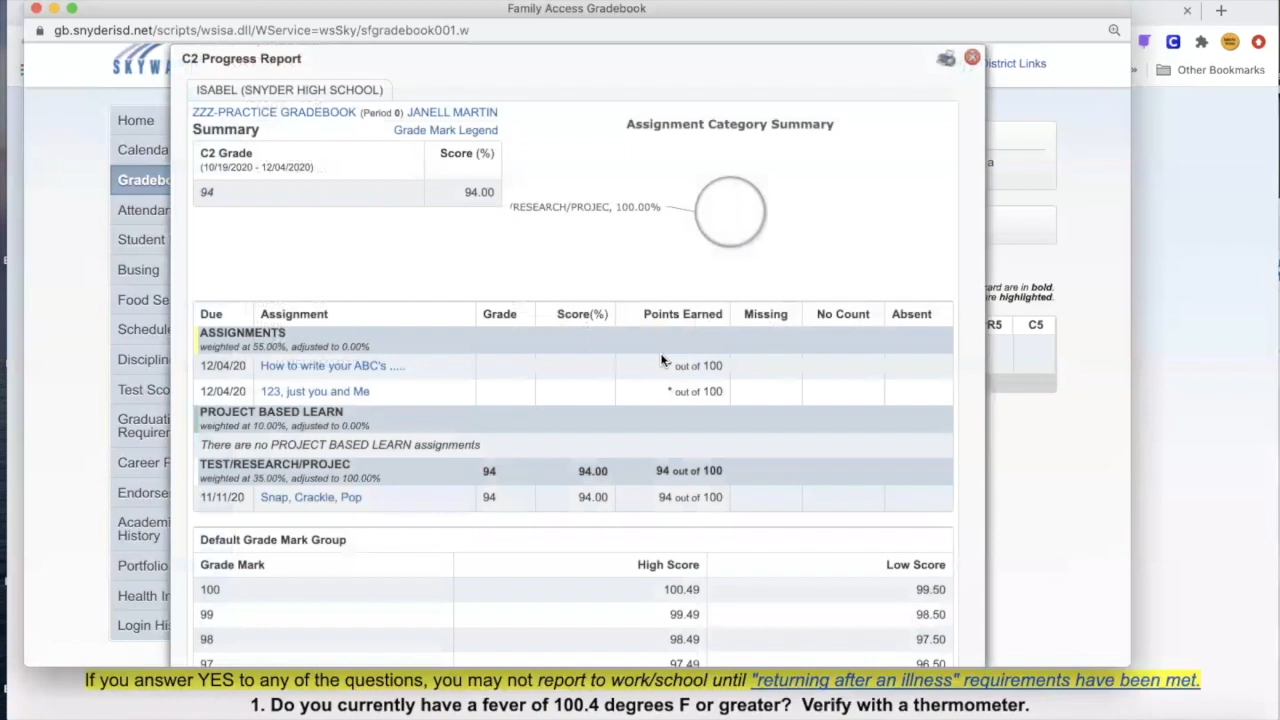 Family Access Gradebook
gb.snyderisd.net/scripts/wsisa.dll/WService=wsSky/sfgradebook001.w
Other Bookmarks
SKYWA
District Links
C2 Progress Report
ISABEL (SNYDER HIGH SCHOOL)
ZZZ-PRACTICE GRADEBOOK (Period 0) JANELL MARTIN
Summary
Grade Mark Legend
C2 Grade
(10/19/2020 - 12/04/2020)
Score (%)
94
94.00
Assignment Category Summary
/RESEARCH/PROJEC, 100.00%
Home
Calenda
Gradebo
Attendar
Student
Busing
Food Se
Schedule
Disciplin
Test Sco
Graduati
Requirer
Career F
Endorse
Academi
History
Portfolio
Health Ir
Login His
a
ard are in bold.
re highlighted.
R5 C5
Due Assignment Grade Score(%) Points Earned Missing No Count Absent
ASSIGNMENTS
weighted at 55.00%, adjusted to 0.00%
12/04/20 How to write your ABC's ..... * out of 100
12/04/20 123, just you and Me * out of 100
PROJECT BASED LEARN
weighted at 10.00%, adjusted to 0.00%
There are no PROJECT BASED LEARN assignments
TEST/RESEARCH/PROJEC 94 94.00 94 out of 100
weighted at 35.00%, adjusted to 100.00%
11/11/20 Snap, Crackle, Pop 94 94.00 94 out of 100
Default Grade Mark Group
Grade Mark High Score Low Score
100 100.49 99.50
99 99.49 98.50
98 98.49 97.50
97 97.49 96.50
If you answer YES to any of the questions, you may not report to work/school until "returning after an illness" requirements have been met.
1. Do you currently have a fever of 100.4 degrees F or greater? Verify with a thermometer.